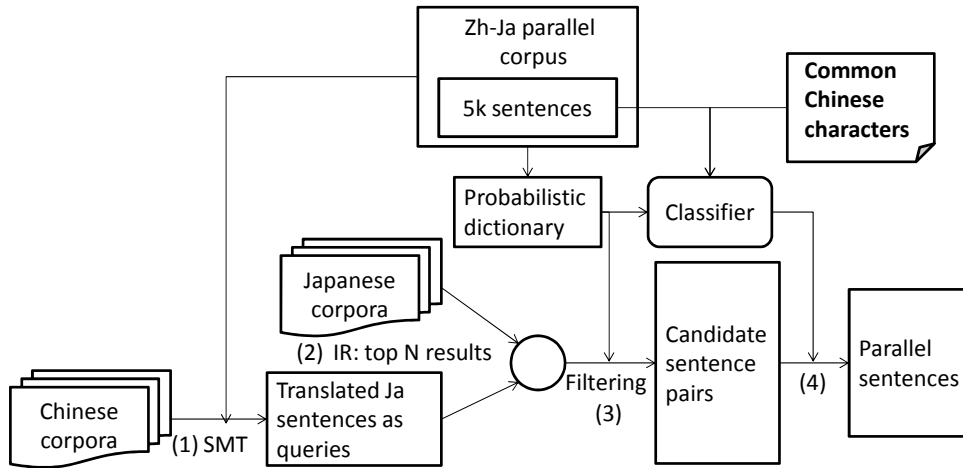 Zh-Ja parallel
corpus
5k sentences
Common
Chinese
characters
Probabilistic
dictionary
Classifier
Japanese
corpora
(2) IR: top N results
Candidate
sentence
pairs
Parallel
sentences
Filtering
(3)
(4)
Translated Ja
sentences as
queries
Chinese
corpora
(1) SMT